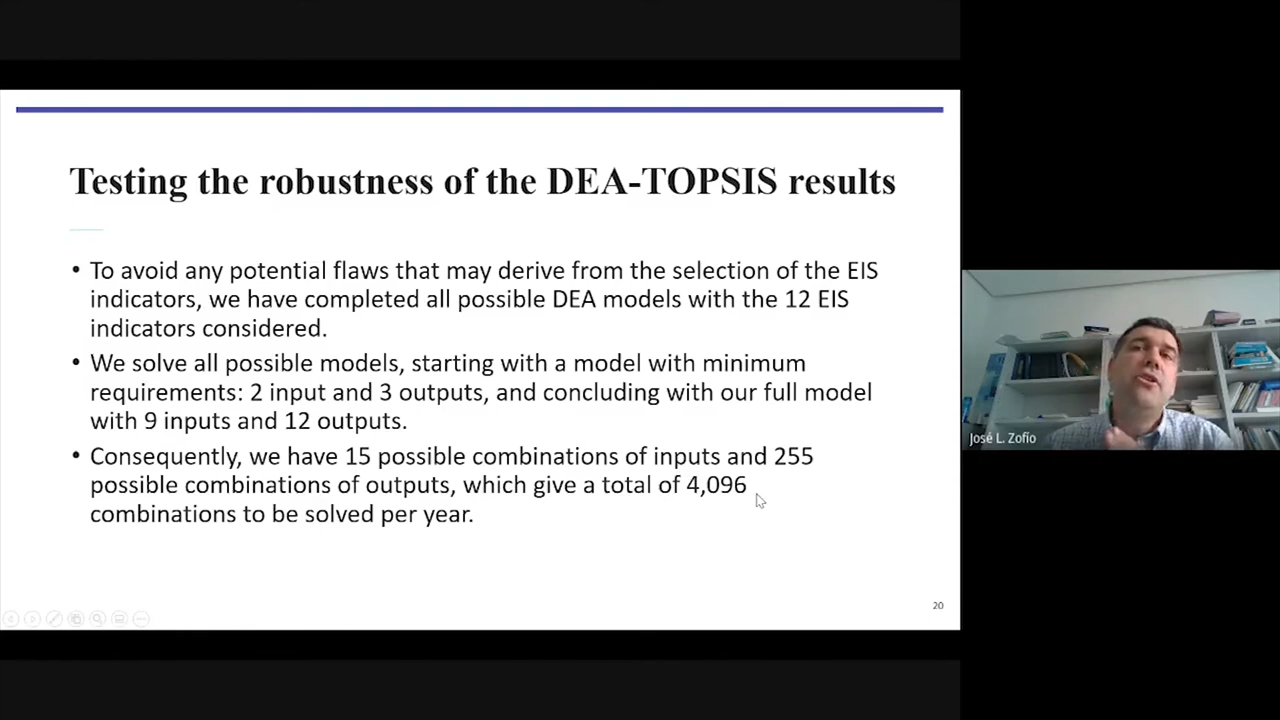 Testing the robustness of the DEA-TOPSIS results
• To avoid any potential flaws that may derive from the selection of the EIS
indicators, we have completed all possible DEA models with the 12 EIS
indicators considered.
• We solve all possible models, starting with a model with minimum
requirements: 2 input and 3 outputs, and concluding with our full model
with 9 inputs and 12 outputs.
• Consequently, we have 15 possible combinations of inputs and 255
possible combinations of outputs, which give a total of 4,096
combinations to be solved per year.
20
José L. Zofío